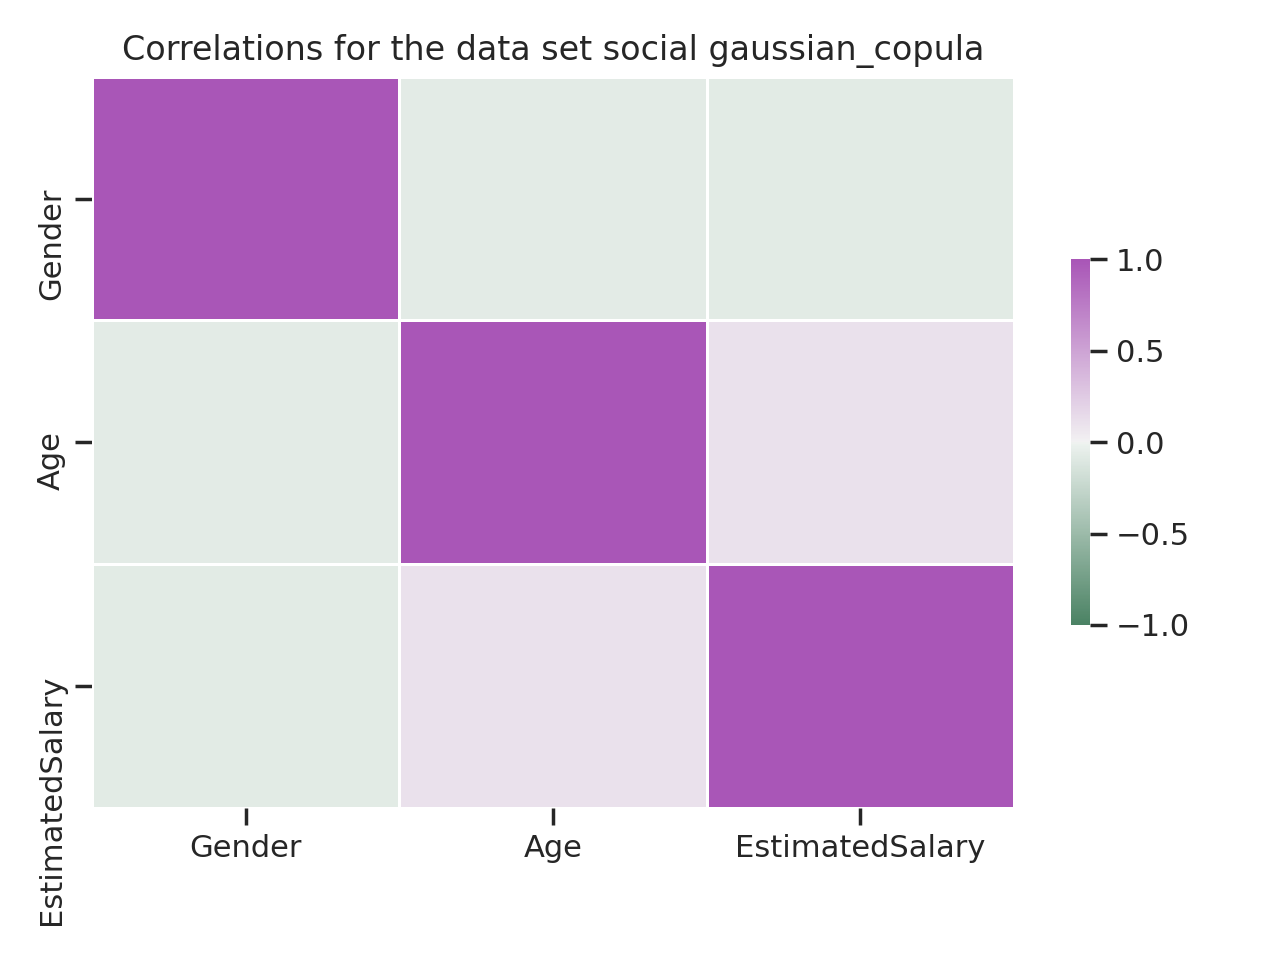 Correlations for the data set social gaussian_copula
Gender
Age
EstimatedSalary
Gender
Age
EstimatedSalary
1.0
0.5
0.0
−0.5
−1.0